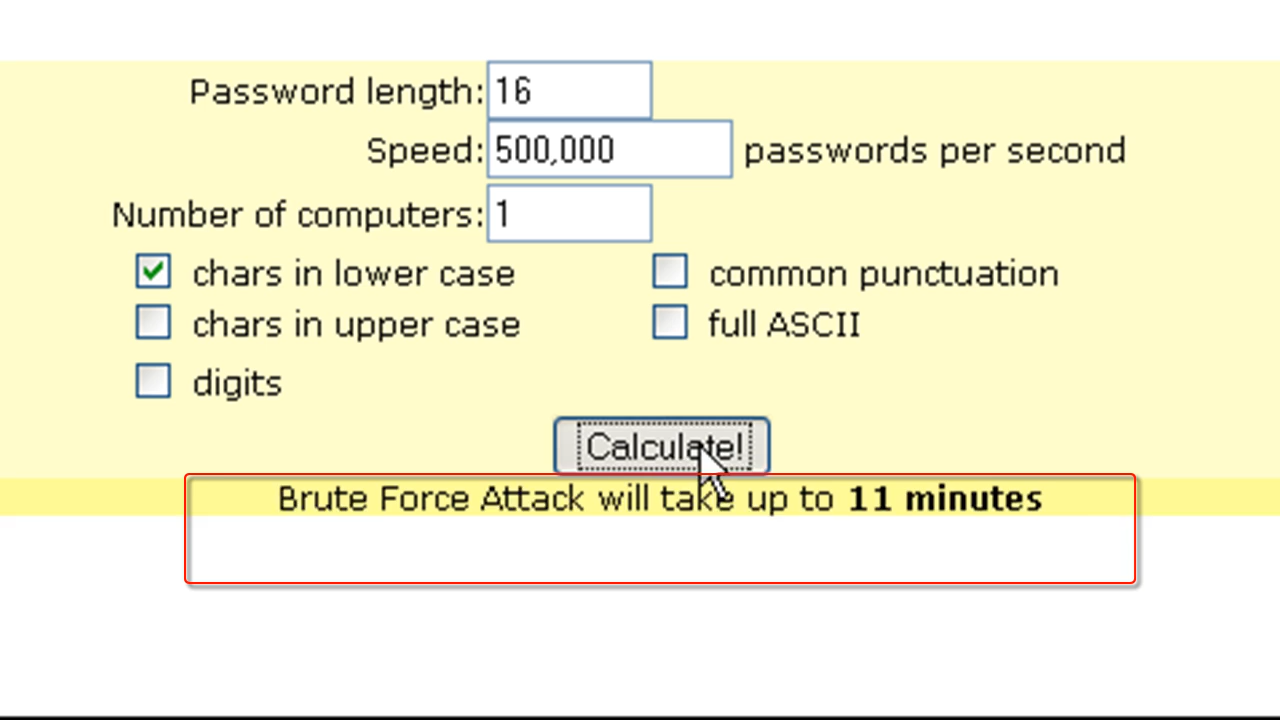 Password length: 16
Speed: 500,000 passwords per second
Number of computers: 1
chars in lower case common punctuation
chars in upper case full ASCII
digits
Calculate!
Brute Force Attack will take up to 11 minutes